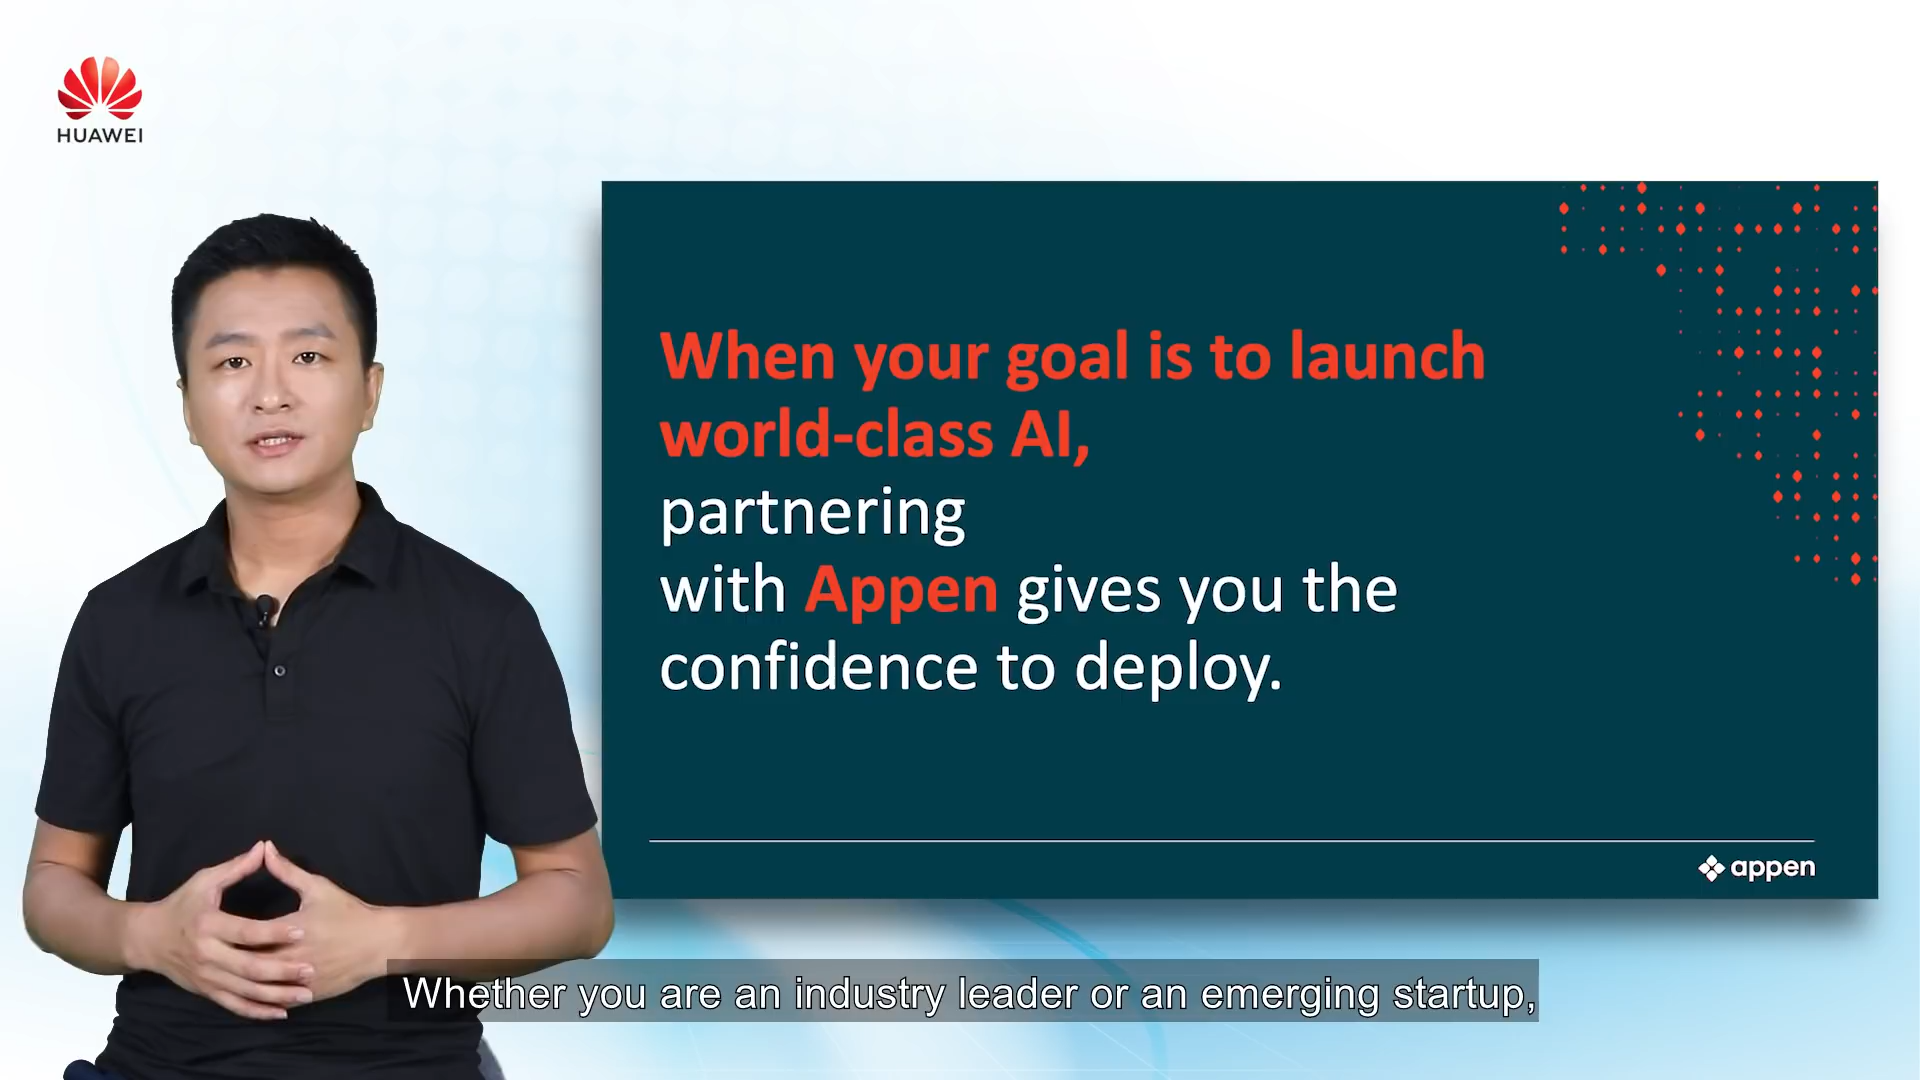 HUAWEI
When your goal is to launch
world-class AI,
partnering
with Appen gives you the
confidence to deploy.
appen
Whether you are an industry leader or an emerging startup,